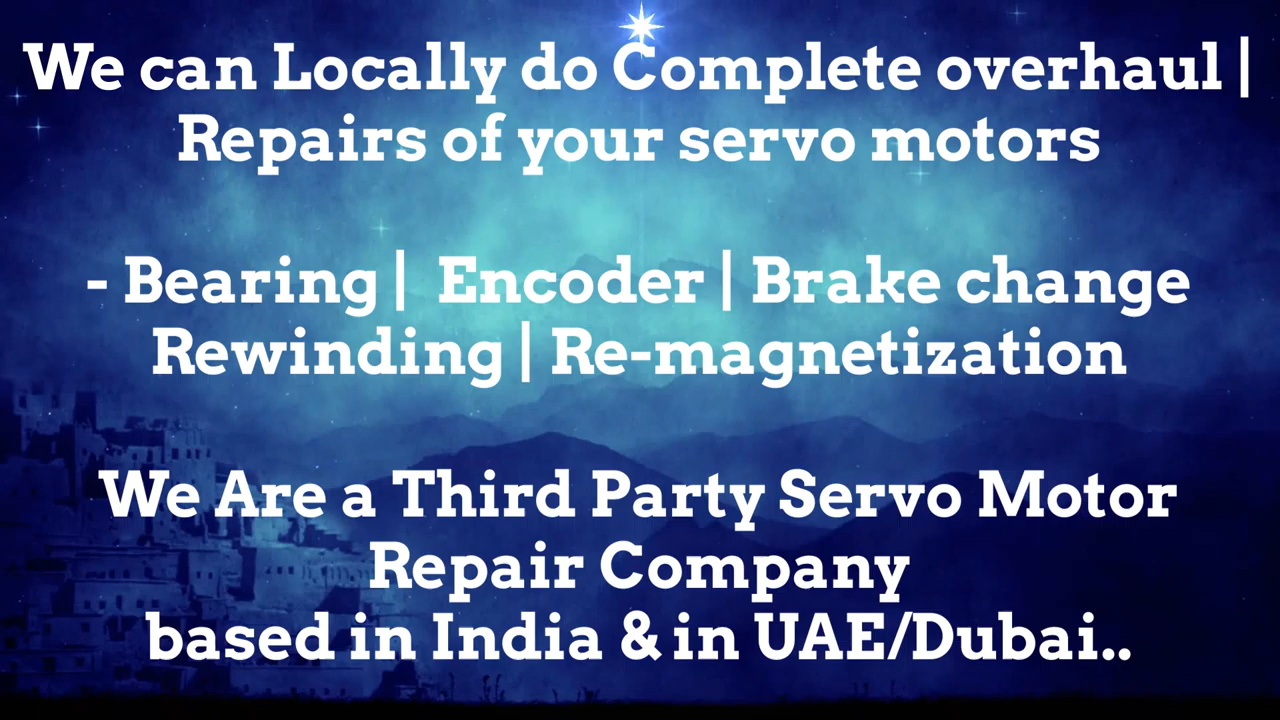 We can Locally do Complete overhaul |
Repairs of your servo motors
- Bearing | Encoder | Brake change
Rewinding | Re-magnetization
We Are a Third Party Servo Motor
Repair Company
based in India & in UAE/Dubai..